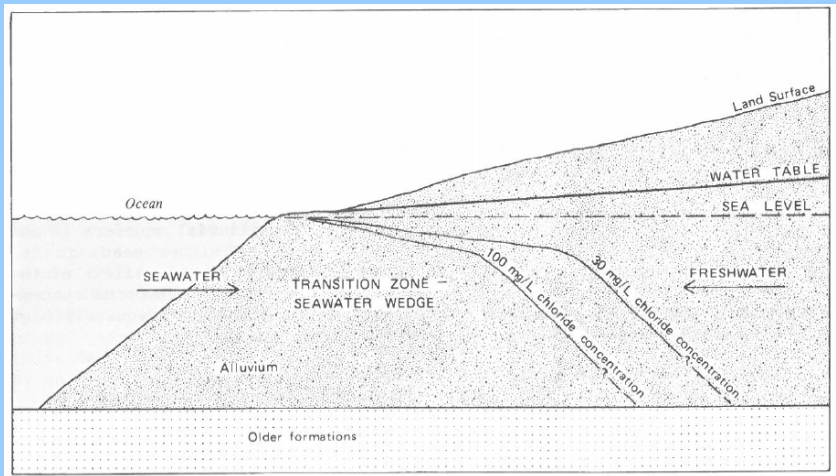 Land Surface
WATER TABLE
Ocean
SEA LEVEL
SEAWATER
TRANSITION ZONE –
SEAWATER WEDGE
FRESHWATER
100 mg/L chloride concentration
?
30 mg/L chloride concentration
?
Alluvium
Older formations